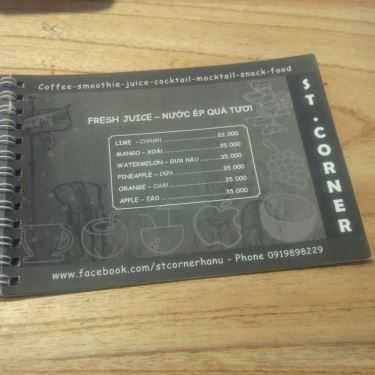 Coffee-smoothie-juice-cocktail-mocktail-snack-food
FRESH JUICE – NƯỚC ÉP QUẢ TƯƠI
LIME – CHANH ........ 22.000
MANGO – XOÀI ........ 35.000
WATERMELON – DƯA HẤU ........ 35.000
PINEAPPLE – DỨA ........ 35.000
ORANGE – CAM ........ 35.000
APPLE – TÁO ........ 35.000
ST.CORNER
www.facebook.com/stcornerhanu - Phone 0919898229